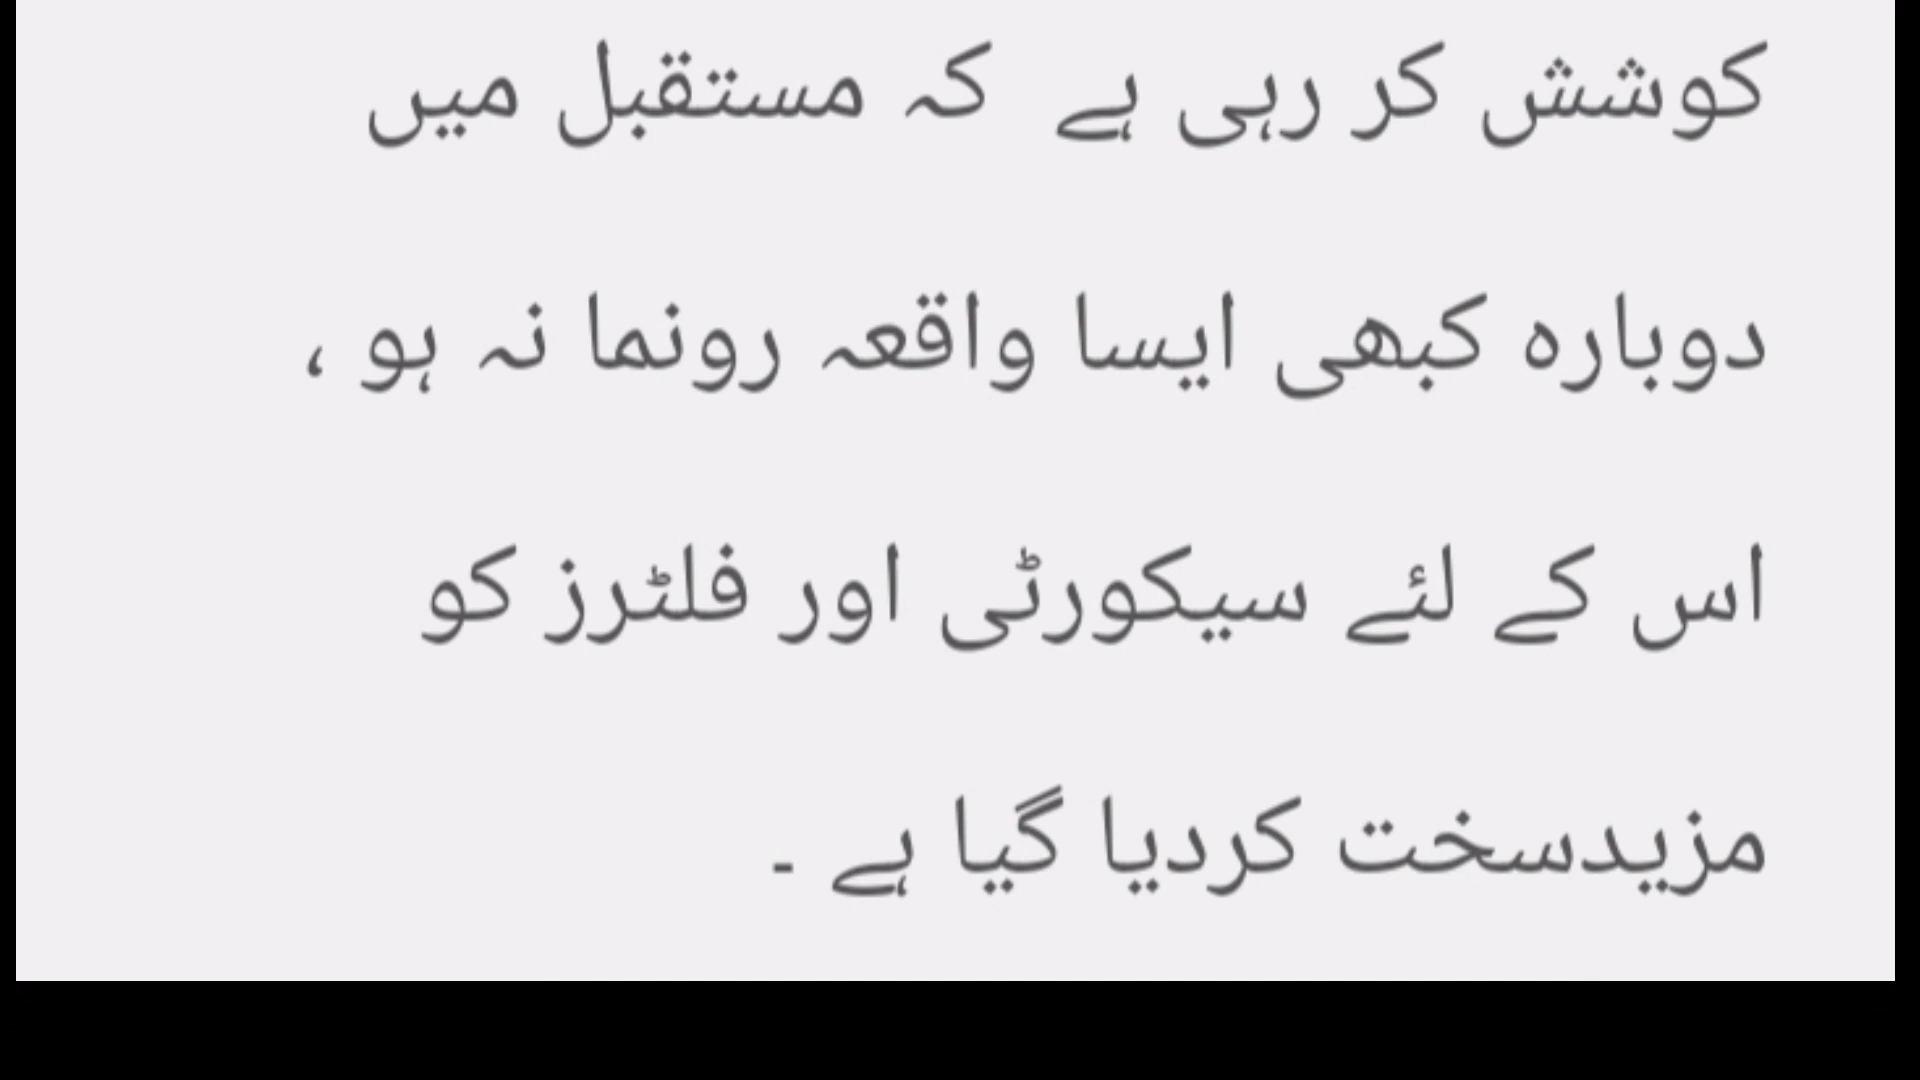 کوشش کر رہی ہے کہ مستقبل میں
دوبارہ کبھی ایسا واقعہ رونما نہ ہو ،
اس کے لئے سیکورٹی اور فلٹرز کو
مزیدسخت کردیا گیا ہے ۔